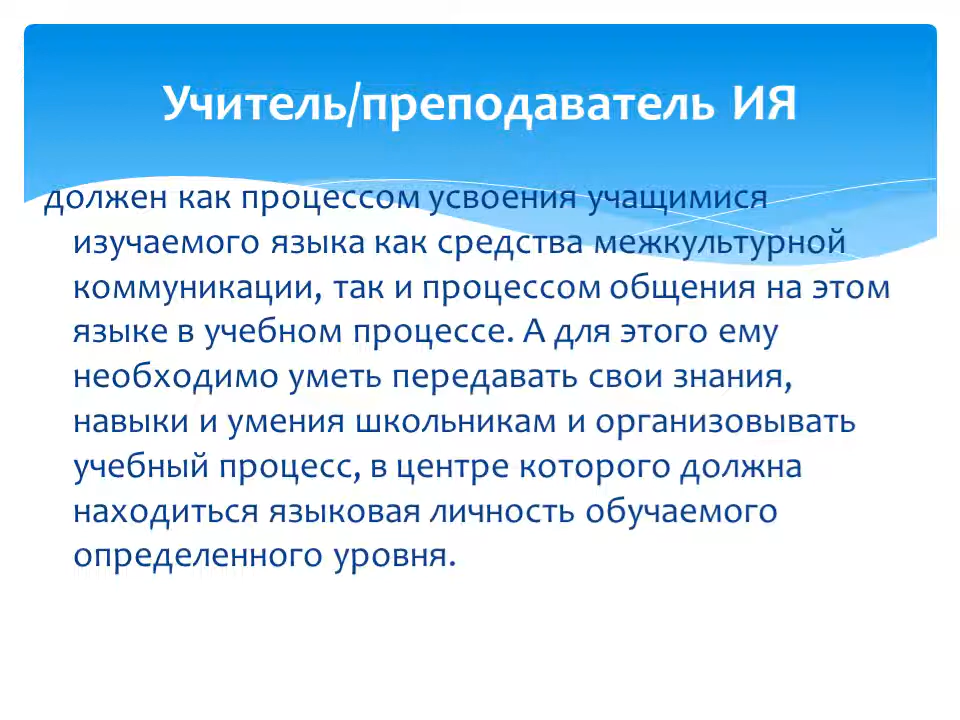 Учитель/преподаватель ИЯ
должен как процессом усвоения учащимися
изучаемого языка как средства межкультурной
коммуникации, так и процессом общения на этом
языке в учебном процессе. А для этого ему
необходимо уметь передавать свои знания,
навыки и умения школьникам и организовывать
учебный процесс, в центре которого должна
находиться языковая личность обучаемого
определенного уровня.